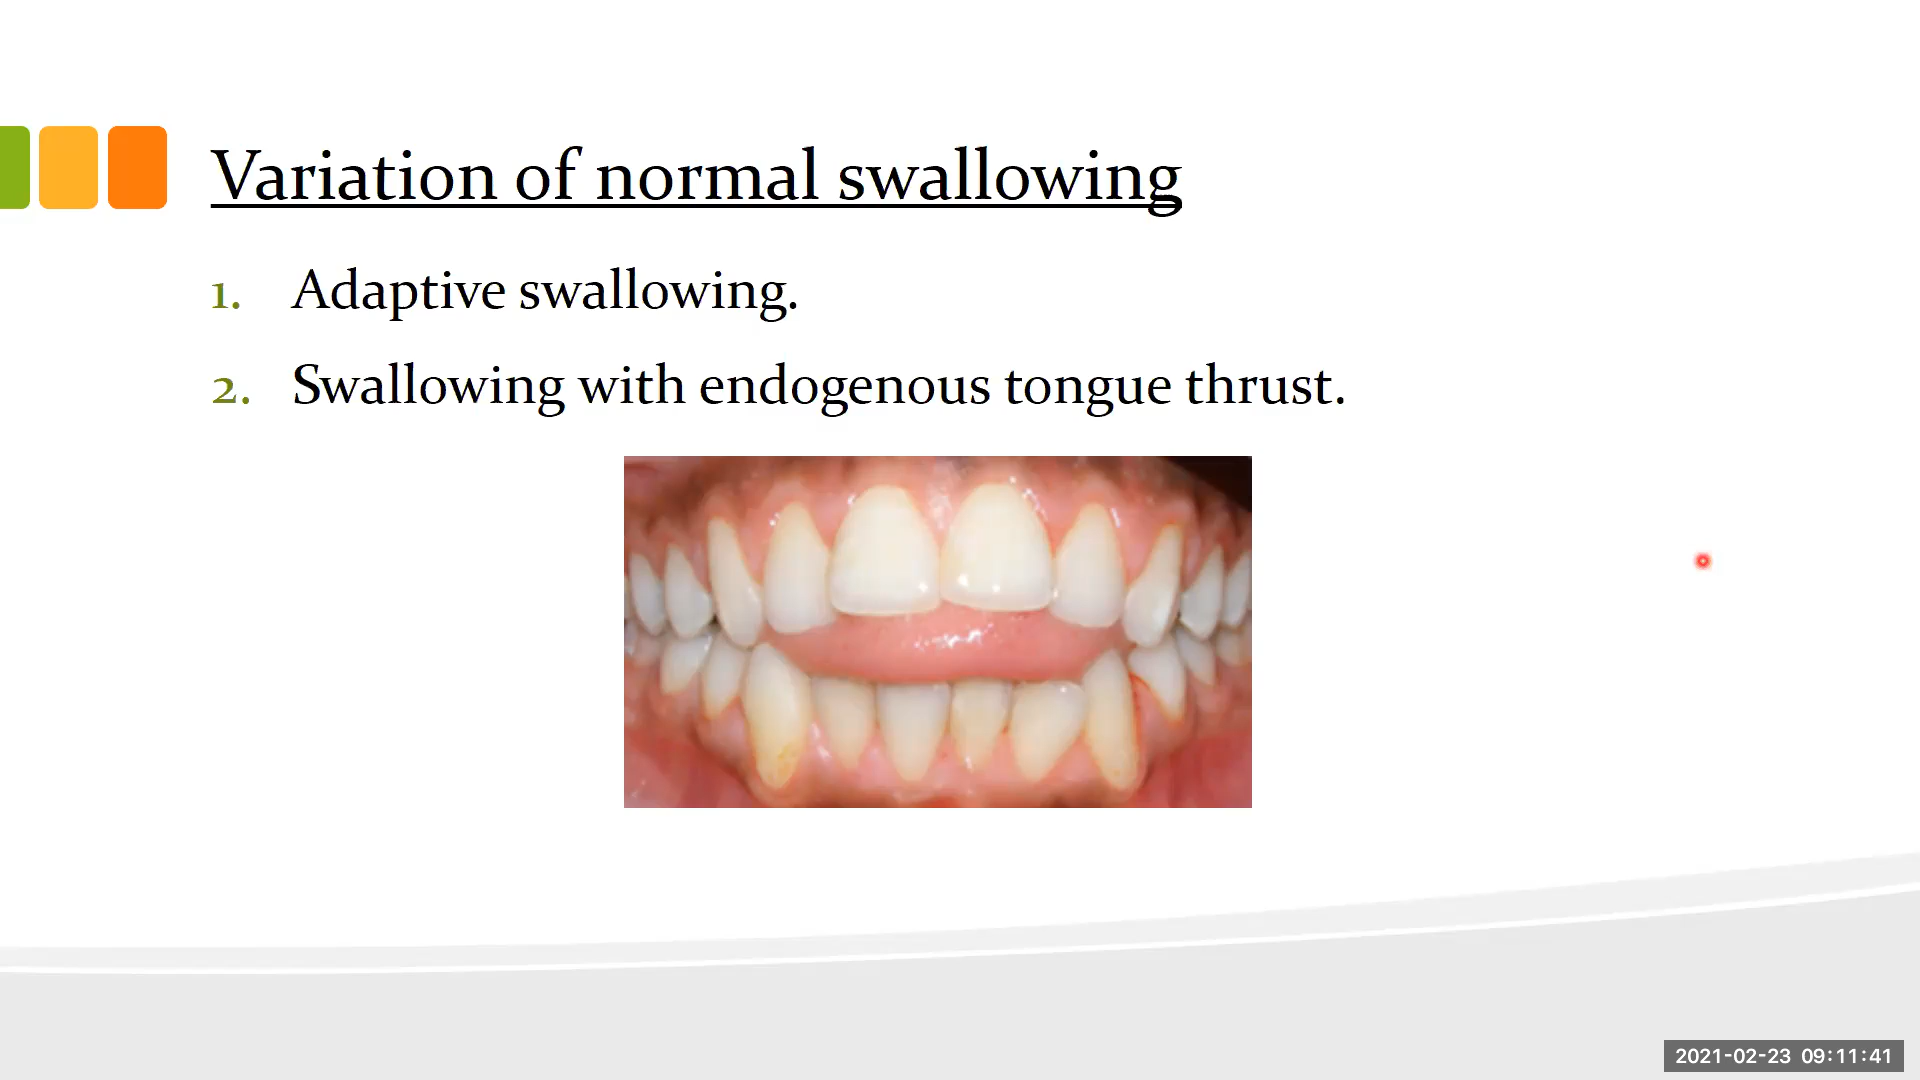 Variation of normal swallowing
1. Adaptive swallowing.
2. Swallowing with endogenous tongue thrust.
2021-02-23 09:11:41